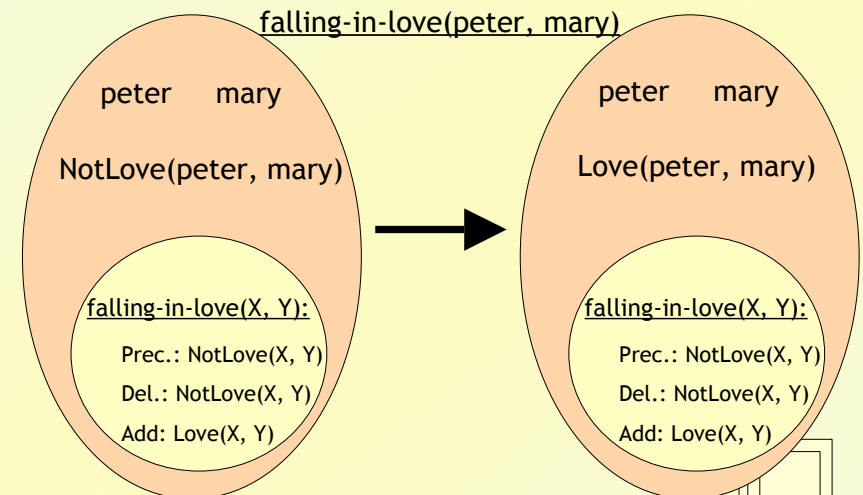 falling-in-love(peter, mary)
peter mary
NotLove(peter, mary)
falling-in-love(X, Y):
Prec.: NotLove(X, Y)
Del.: NotLove(X, Y)
Add: Love(X, Y)
peter mary
Love(peter, mary)
falling-in-love(X, Y):
Prec.: NotLove(X, Y)
Del.: NotLove(X, Y)
Add: Love(X, Y)